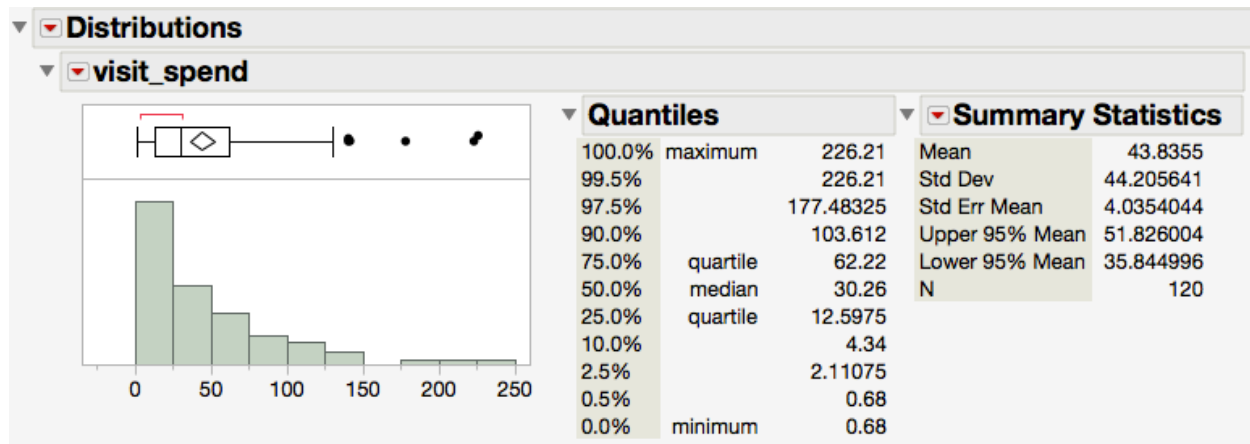 Distributions
visit_spend
Quantiles
100.0% maximum 226.21
99.5% 226.21
97.5% 177.48325
90.0% 103.612
75.0% quartile 62.22
50.0% median 30.26
25.0% quartile 12.5975
10.0% 4.34
2.5% 2.11075
0.5% 0.68
0.0% minimum 0.68
Summary Statistics
Mean 43.8355
Std Dev 44.205641
Std Err Mean 4.0354044
Upper 95% Mean 51.826004
Lower 95% Mean 35.844996
N 120
0 50 100 150 200 250